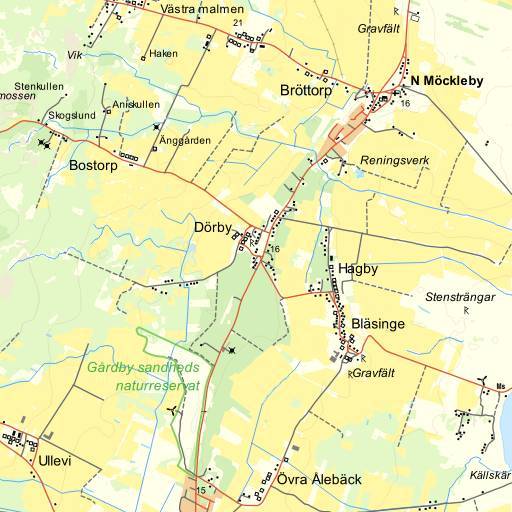 Västra malmen
21
Gravfält
Vik
Haken
N Möckleby
Bröttorp
Stenkullen
mossen
Skogslund
Aniskullen
16
Änggården
Reningsverk
Bostorp
Dörby
R
16
Hagby
Stensträngar
R
Bläsinge
Gårdby sandheds
naturreservat
Gravfält
Ms
Ullevi
Övra Ålebäck
Källskär
15